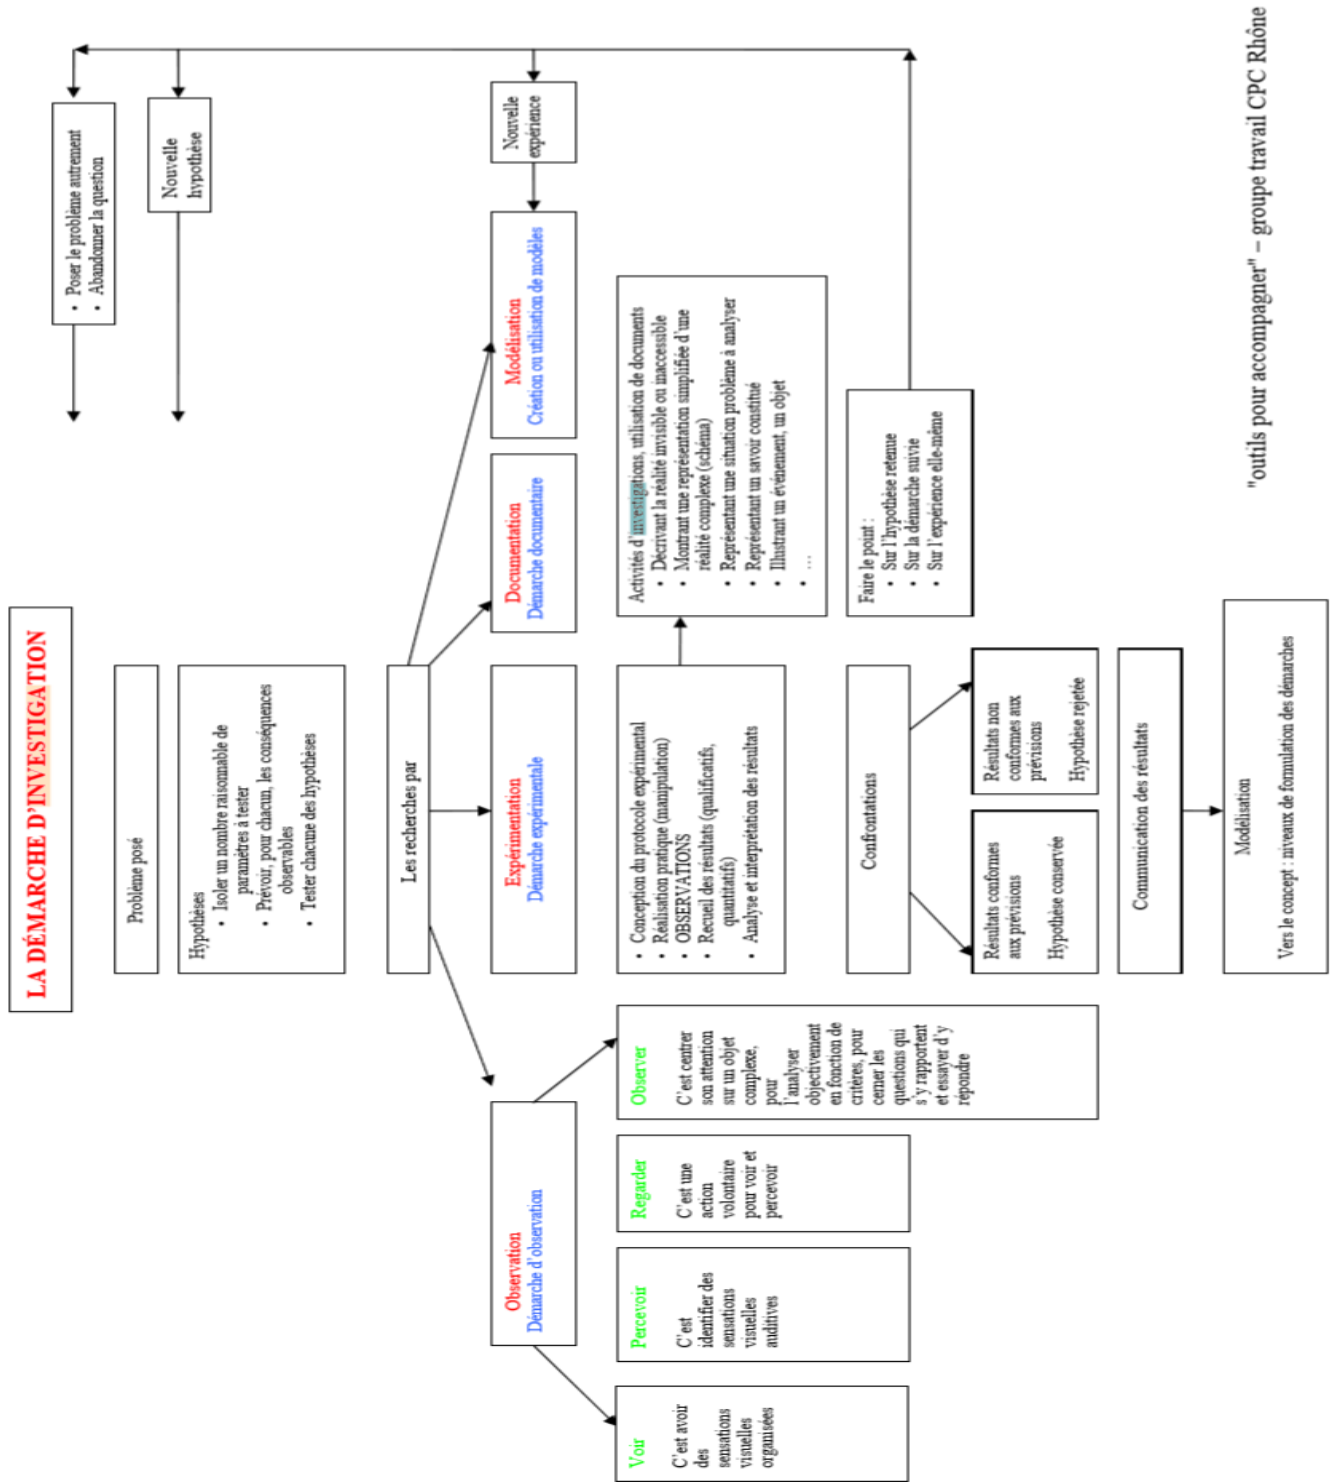 LA DÉMARCHE D'INVESTIGATION
Problème posé
Hypothèses
• Isoler un nombre raisonnable de
paramètres à tester
• Prévoir, pour chacun, les conséquences
observables
• Tester chacune des hypothèses
• Poser le problème autrement
• Abandonner la question
Nouvelle
hypothèse
Les recherches par
Observation
Démarche d'observation
Expérimentation
Démarche expérimentale
Documentation
Démarche documentaire
Modélisation
Création ou utilisation de modèles
Nouvelle
expérience
Voir
C'est avoir
des
sensations
visuelles
organisées
Percevoir
C'est
identifier des
sensations
visuelles
auditives
Regarder
C'est une
action
volontaire
pour voir et
percevoir
Observer
C'est centrer
son attention
sur un objet
complexe,
pour
l'analyser
objectivement
en fonction de
critères, pour
cerner les
questions qui
s'y rapportent
et essayer d'y
répondre
• Conception du protocole expérimental
• Réalisation pratique (manipulation)
• OBSERVATIONS
• Recueil des résultats (qualificatifs,
quantitatifs)
• Analyse et interprétation des résultats
Activités d'investigations, utilisation de documents
• Décrivant la réalité invisible ou inaccessible
• Montrant une représentation simplifiée d'une
réalité complexe (schéma)
• Représentant une situation problème à analyser
• Représentant un savoir constitué
• Illustrant un événement, un objet
• …
Confrontations
Faire le point :
• Sur l'hypothèse retenue
• Sur la démarche suivie
• Sur l'expérience elle-même
Résultats conformes
aux prévisions
Hypothèse conservée
Résultats non
conformes aux
prévisions
Hypothèse rejetée
Communication des résultats
Modélisation
Vers le concept : niveaux de formulation des démarches
"outils pour accompagner" – groupe travail CPC Rhône